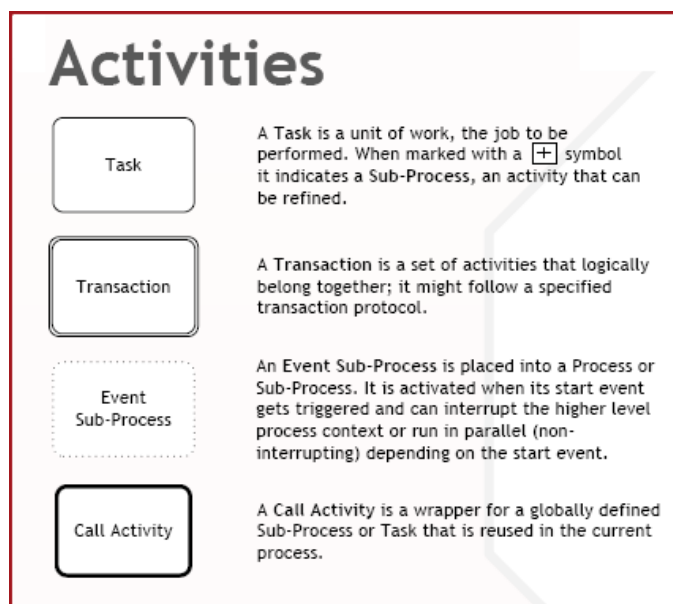 Activities
Task
A Task is a unit of work, the job to be
performed. When marked with a + symbol
it indicates a Sub-Process, an activity that can
be refined.
Transaction
A Transaction is a set of activities that logically
belong together; it might follow a specified
transaction protocol.
Event
Sub-Process
An Event Sub-Process is placed into a Process or
Sub-Process. It is activated when its start event
gets triggered and can interrupt the higher level
process context or run in parallel (non-
interrupting) depending on the start event.
Call Activity
A Call Activity is a wrapper for a globally defined
Sub-Process or Task that is reused in the current
process.